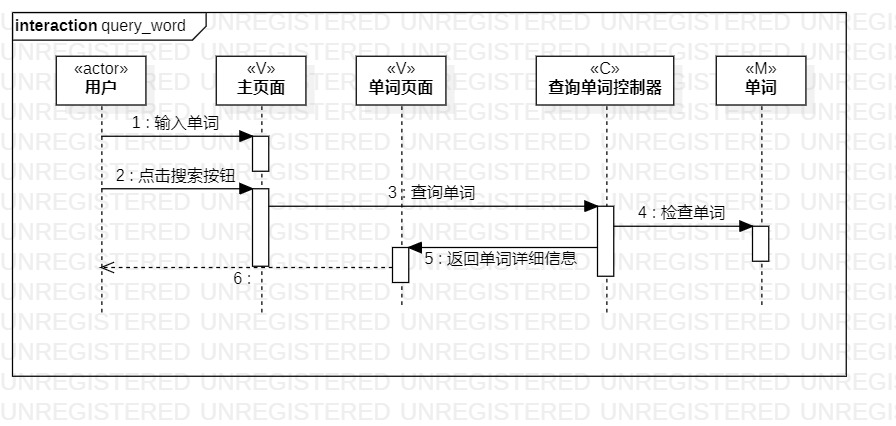 interaction query_word
«actor»
用户
«V»
主页面
«V»
单词页面
«C»
查询单词控制器
«M»
单词
1 : 输入单词
2 : 点击搜索按钮
3 : 查询单词
4 : 检查单词
5 : 返回单词详细信息
6 :
UNREGISTERED UNREGISTERED UNREGISTERED UNREGISTERED UNREGISTERED